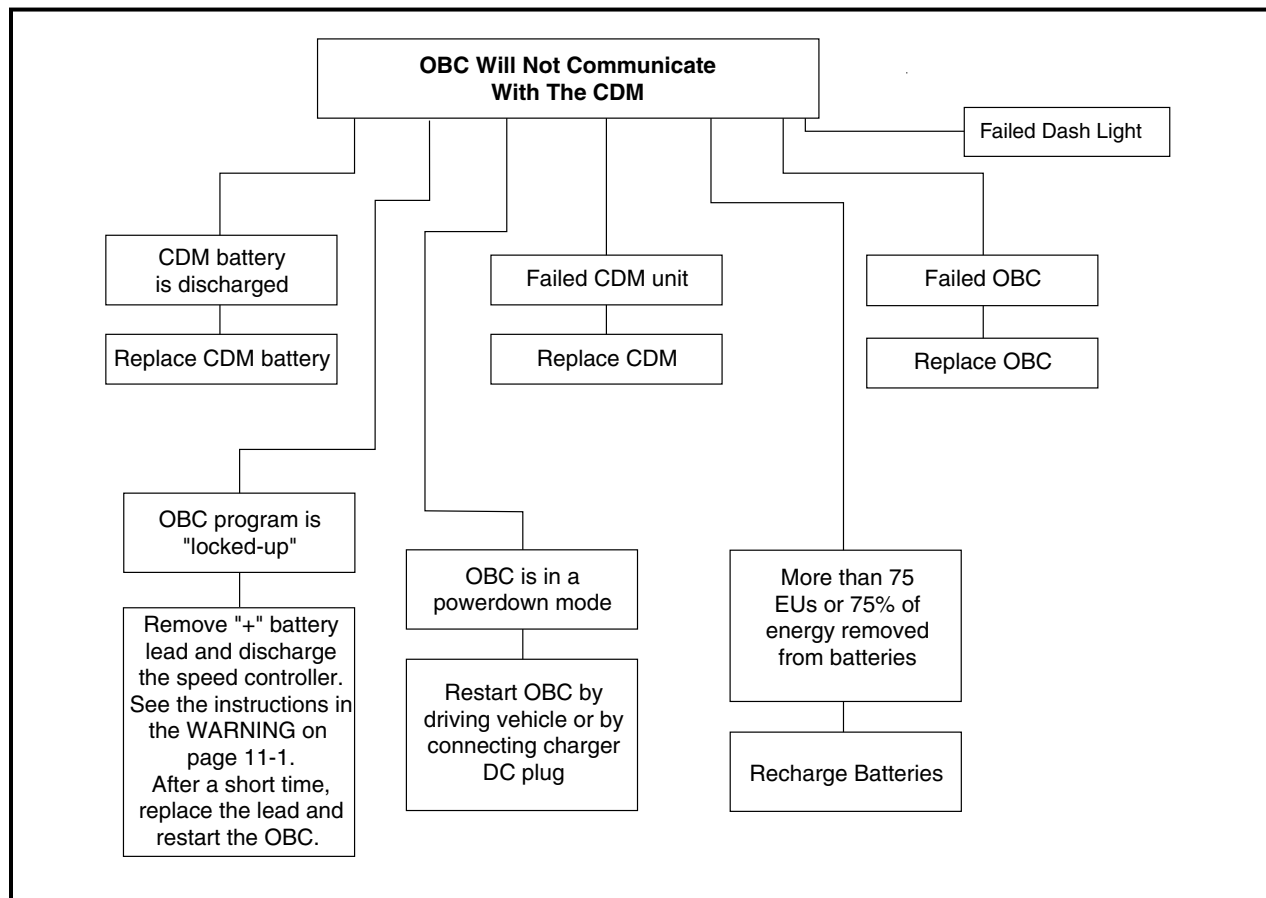 OBC Will Not Communicate
With The CDM
Failed Dash Light
CDM battery
is discharged
Replace CDM battery
Failed CDM unit
Replace CDM
Failed OBC
Replace OBC
OBC program is
"locked-up"
Remove "+" battery
lead and discharge
the speed controller.
See the instructions in
the WARNING on
page 11-1.
After a short time,
replace the lead and
restart the OBC.
OBC is in a
powerdown mode
Restart OBC by
driving vehicle or by
connecting charger
DC plug
More than 75
EUs or 75% of
energy removed
from batteries
Recharge Batteries